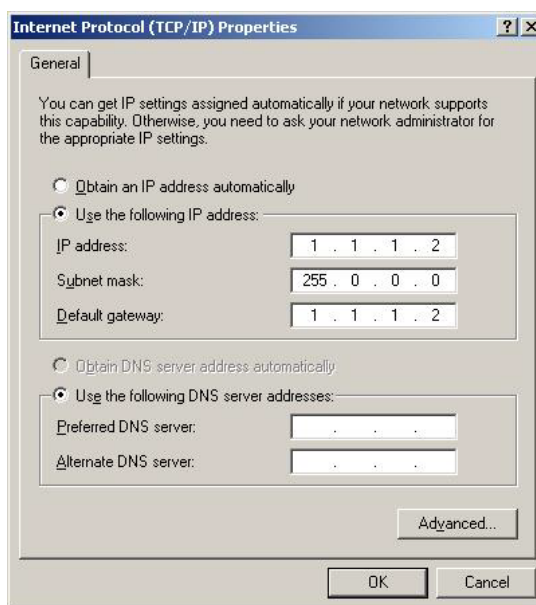 Internet Protocol (TCP/IP) Properties
General
You can get IP settings assigned automatically if your network supports
this capability. Otherwise, you need to ask your network administrator for
the appropriate IP settings.
Obtain an IP address automatically
Use the following IP address:
IP address: 1 . 1 . 1 . 2
Subnet mask: 255 . 0 . 0 . 0
Default gateway: 1 . 1 . 1 . 2
Obtain DNS server address automatically
Use the following DNS server addresses:
Preferred DNS server: . . .
Alternate DNS server: . . .
Advanced...
OK Cancel